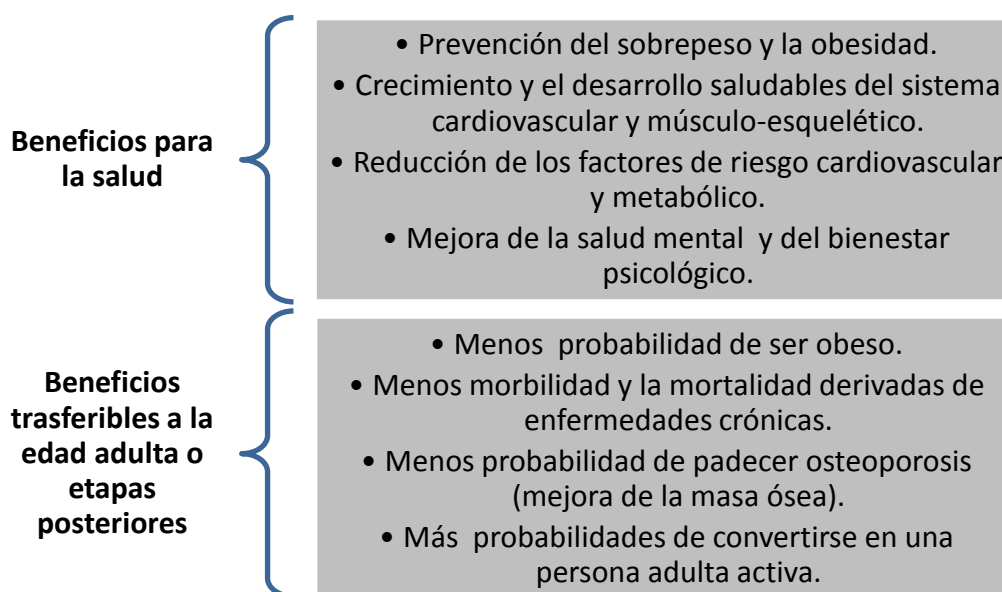 Beneficios para
la salud
• Prevención del sobrepeso y la obesidad.
• Crecimiento y el desarrollo saludables del sistema
cardiovascular y músculo-esquelético.
• Reducción de los factores de riesgo cardiovascular
y metabólico.
• Mejora de la salud mental  y del bienestar
psicológico.
Beneficios
trasferibles a la
edad adulta o
etapas
posteriores
• Menos  probabilidad de ser obeso.
• Menos morbilidad y la mortalidad derivadas de
enfermedades crónicas.
• Menos probabilidad de padecer osteoporosis
(mejora de la masa ósea).
• Más  probabilidades de convertirse en una
persona adulta activa.